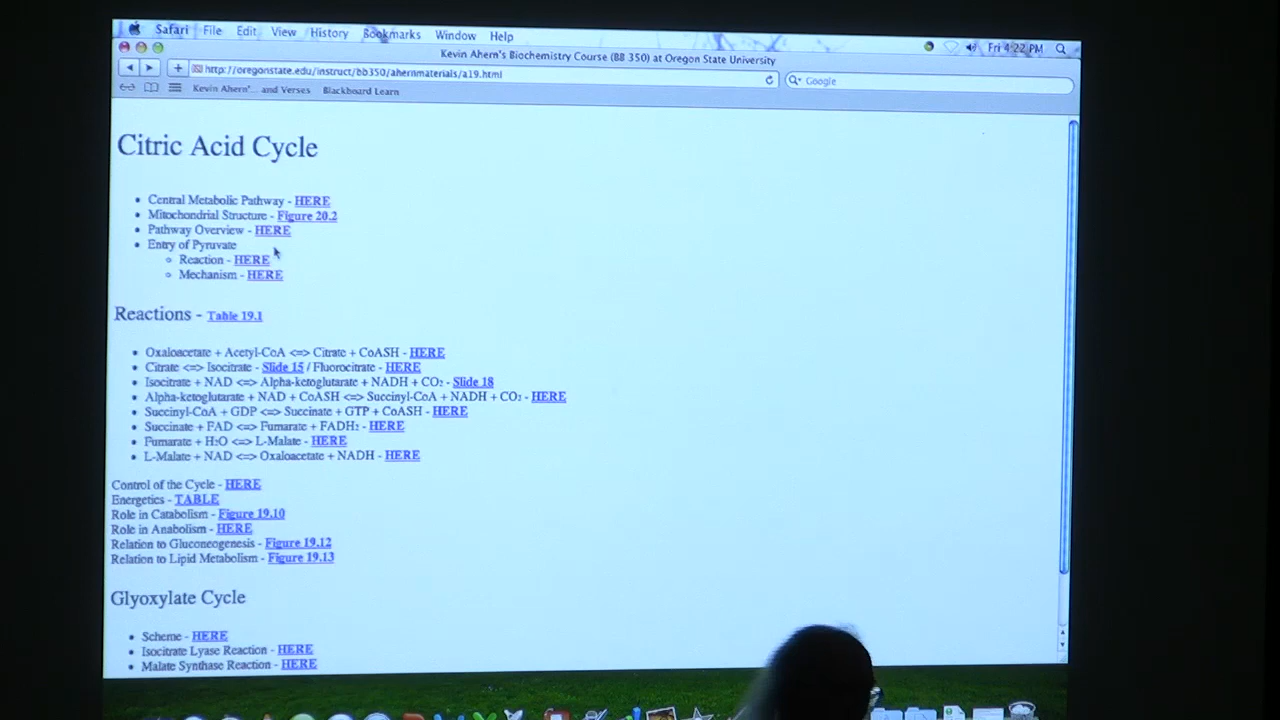 Safari File Edit View History Bookmarks Window Help Fri 4:22 PM
Kevin Ahern's Biochemistry Course (BB 350) at Oregon State University
http://oregonstate.edu/instruct/bb350/ahernmaterials/a19.html Google
Kevin Ahern'... and Verses Blackboard Learn
Citric Acid Cycle
• Central Metabolic Pathway - HERE
• Mitochondrial Structure - Figure 20.2
• Pathway Overview - HERE
• Entry of Pyruvate
◦ Reaction - HERE
◦ Mechanism - HERE
Reactions - Table 19.1
• Oxaloacetate + Acetyl-CoA <=> Citrate + CoASH - HERE
• Citrate <=> Isocitrate - Slide 15 / Fluorocitrate - HERE
• Isocitrate + NAD <=> Alpha-ketoglutarate + NADH + CO₂ - Slide 18
• Alpha-ketoglutarate + NAD + CoASH <=> Succinyl-CoA + NADH + CO₂ - HERE
• Succinyl-CoA + GDP <=> Succinate + GTP + CoASH - HERE
• Succinate + FAD <=> Fumarate + FADH₂ - HERE
• Fumarate + H₂O <=> L-Malate - HERE
• L-Malate + NAD <=> Oxaloacetate + NADH - HERE
Control of the Cycle - HERE
Energetics - TABLE
Role in Catabolism - Figure 19.10
Role in Anabolism - HERE
Relation to Gluconeogenesis - Figure 19.12
Relation to Lipid Metabolism - Figure 19.13
Glyoxylate Cycle
• Scheme - HERE
• Isocitrate Lyase Reaction - HERE
• Malate Synthase Reaction - HERE